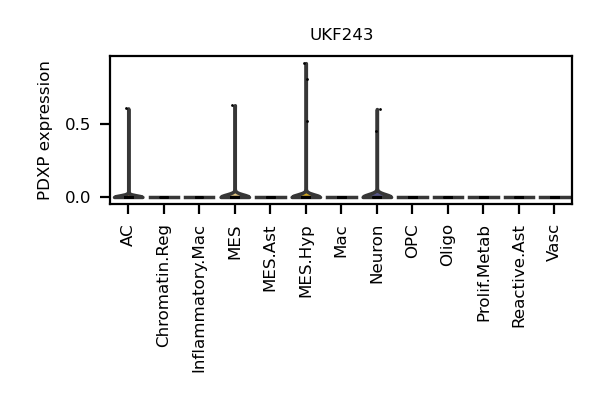 UKF243
PDXP expression
0.5
0.0
AC
Chromatin.Reg
Inflammatory.Mac
MES
MES.Ast
MES.Hyp
Mac
Neuron
OPC
Oligo
Prolif.Metab
Reactive.Ast
Vasc